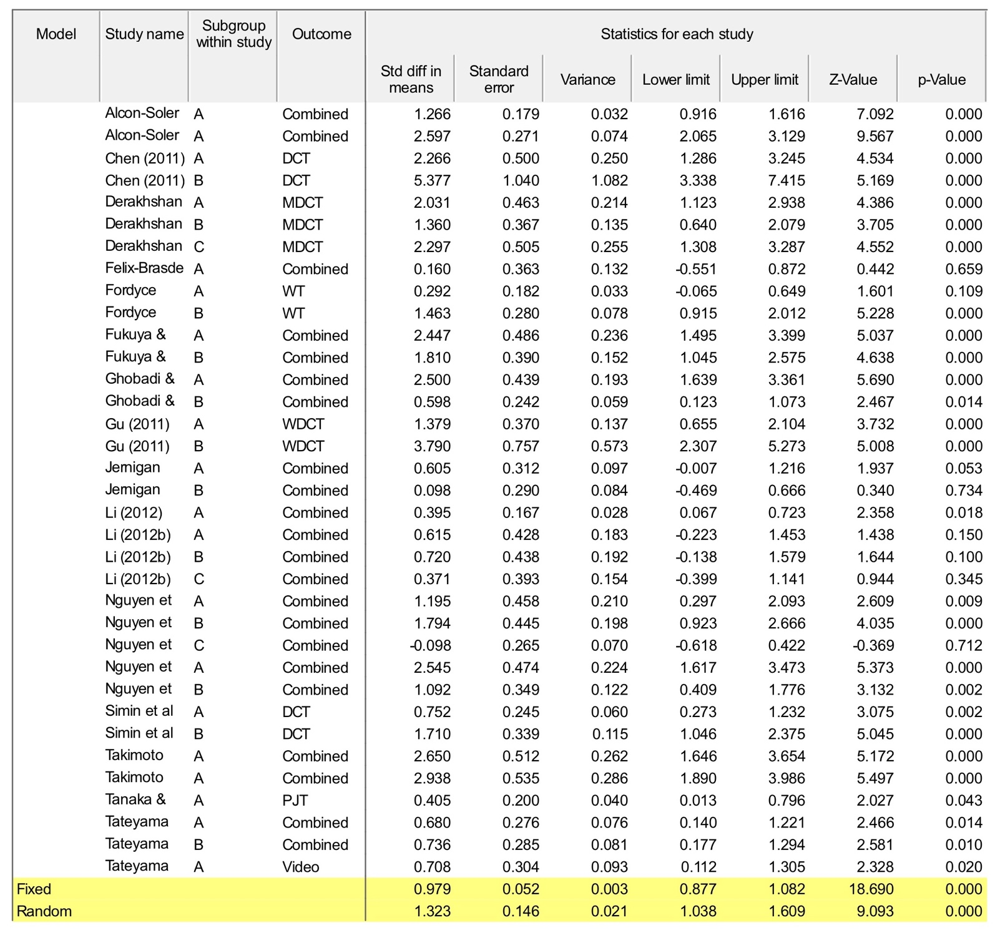 Model Study name Subgroup within study Outcome Statistics for each study
Std diff in means Standard error Variance Lower limit Upper limit Z-Value p-Value
Alcon-Soler A Combined 1.266 0.179 0.032 0.916 1.616 7.092 0.000
Alcon-Soler A Combined 2.597 0.271 0.074 2.065 3.129 9.567 0.000
Chen (2011) A DCT 2.266 0.500 0.250 1.286 3.245 4.534 0.000
Chen (2011) B DCT 5.377 1.040 1.082 3.338 7.415 5.169 0.000
Derakhshan A MDCT 2.031 0.463 0.214 1.123 2.938 4.386 0.000
Derakhshan B MDCT 1.360 0.367 0.135 0.640 2.079 3.705 0.000
Derakhshan C MDCT 2.297 0.505 0.255 1.308 3.287 4.552 0.000
Felix-Brasde A Combined 0.160 0.363 0.132 -0.551 0.872 0.442 0.659
Fordyce A WT 0.292 0.182 0.033 -0.065 0.649 1.601 0.109
Fordyce B WT 1.463 0.280 0.078 0.915 2.012 5.228 0.000
Fukuya & A Combined 2.447 0.486 0.236 1.495 3.399 5.037 0.000
Fukuya & B Combined 1.810 0.390 0.152 1.045 2.575 4.638 0.000
Ghobadi & A Combined 2.500 0.439 0.193 1.639 3.361 5.690 0.000
Ghobadi & B Combined 0.598 0.242 0.059 0.123 1.073 2.467 0.014
Gu (2011) A WDCT 1.379 0.370 0.137 0.655 2.104 3.732 0.000
Gu (2011) B WDCT 3.790 0.757 0.573 2.307 5.273 5.008 0.000
Jernigan A Combined 0.605 0.312 0.097 -0.007 1.216 1.937 0.053
Jernigan B Combined 0.098 0.290 0.084 -0.469 0.666 0.340 0.734
Li (2012) A Combined 0.395 0.167 0.028 0.067 0.723 2.358 0.018
Li (2012b) A Combined 0.615 0.428 0.183 -0.223 1.453 1.438 0.150
Li (2012b) B Combined 0.720 0.438 0.192 -0.138 1.579 1.644 0.100
Li (2012b) C Combined 0.371 0.393 0.154 -0.399 1.141 0.944 0.345
Nguyen et A Combined 1.195 0.458 0.210 0.297 2.093 2.609 0.009
Nguyen et B Combined 1.794 0.445 0.198 0.923 2.666 4.035 0.000
Nguyen et C Combined -0.098 0.265 0.070 -0.618 0.422 -0.369 0.712
Nguyen et A Combined 2.545 0.474 0.224 1.617 3.473 5.373 0.000
Nguyen et B Combined 1.092 0.349 0.122 0.409 1.776 3.132 0.002
Simin et al A DCT 0.752 0.245 0.060 0.273 1.232 3.075 0.002
Simin et al B DCT 1.710 0.339 0.115 1.046 2.375 5.045 0.000
Takimoto A Combined 2.650 0.512 0.262 1.646 3.654 5.172 0.000
Takimoto A Combined 2.938 0.535 0.286 1.890 3.986 5.497 0.000
Tanaka & A PJT 0.405 0.200 0.040 0.013 0.796 2.027 0.043
Tateyama A Combined 0.680 0.276 0.076 0.140 1.221 2.466 0.014
Tateyama B Combined 0.736 0.285 0.081 0.177 1.294 2.581 0.010
Tateyama A Video 0.708 0.304 0.093 0.112 1.305 2.328 0.020
Fixed 0.979 0.052 0.003 0.877 1.082 18.690 0.000
Random 1.323 0.146 0.021 1.038 1.609 9.093 0.000